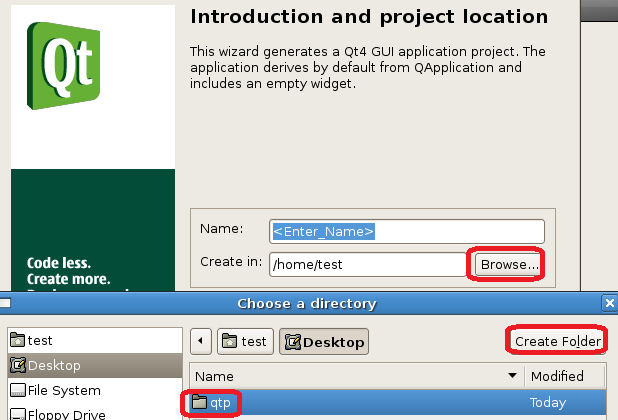 Introduction and project location
Qt
This wizard generates a Qt4 GUI application project. The
application derives by default from QApplication and
includes an empty widget.
Name: <Enter_Name>
Create in: /home/test Browse...
Code less.
Create more.
Choose a directory
test
test Desktop Create Folder
Desktop
Name Modified
File System
qtp Today
Floppy Drive